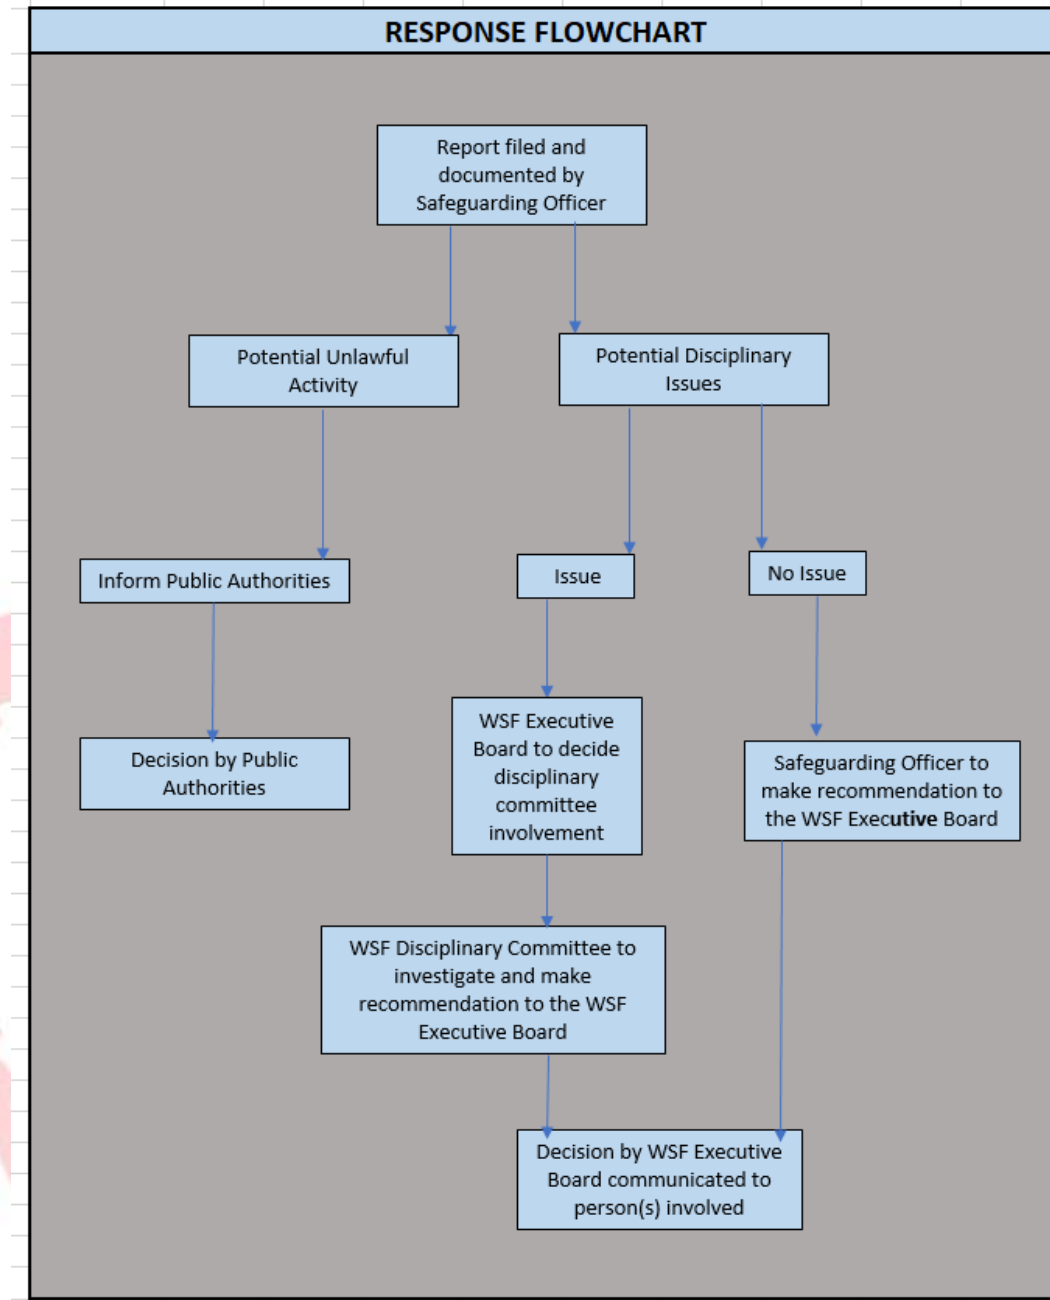 RESPONSE FLOWCHART
Report filed and
documented by
Safeguarding Officer
Potential Unlawful
Activity
Potential Disciplinary
Issues
Inform Public Authorities
Issue
No Issue
Decision by Public
Authorities
WSF Executive
Board to decide
disciplinary
committee
involvement
Safeguarding Officer to
make recommendation to
the WSF Executive Board
WSF Disciplinary Committee to
investigate and make
recommendation to the WSF
Executive Board
Decision by WSF Executive
Board communicated to
person(s) involved